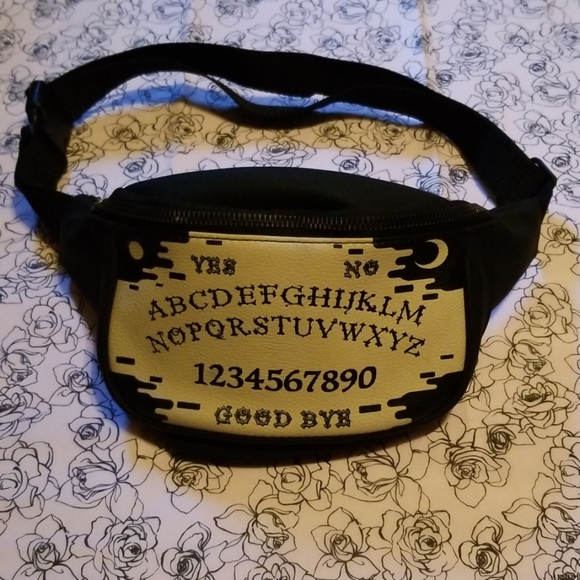 YES NO
ABCDEFGHIJKLM
NOPQRSTUVWXYZ
1234567890
GOOD BYE